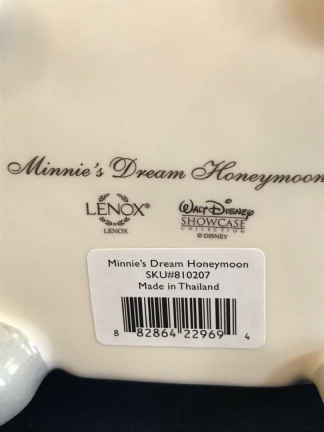 Minnie's Dream Honeymoon
LENOX®
LENOX
WALT DISNEY
SHOWCASE
COLLECTION
© DISNEY
Minnie's Dream Honeymoon
SKU#810207
Made in Thailand
8 82864 22969 4